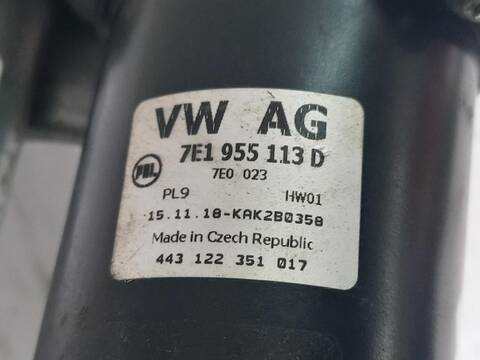 VW AG
7E1 955 113 D
PBL
7E0 023
PL9 HW01
15.11.18-KAK2B0358
Made in Czech Republic
443 122 351 017